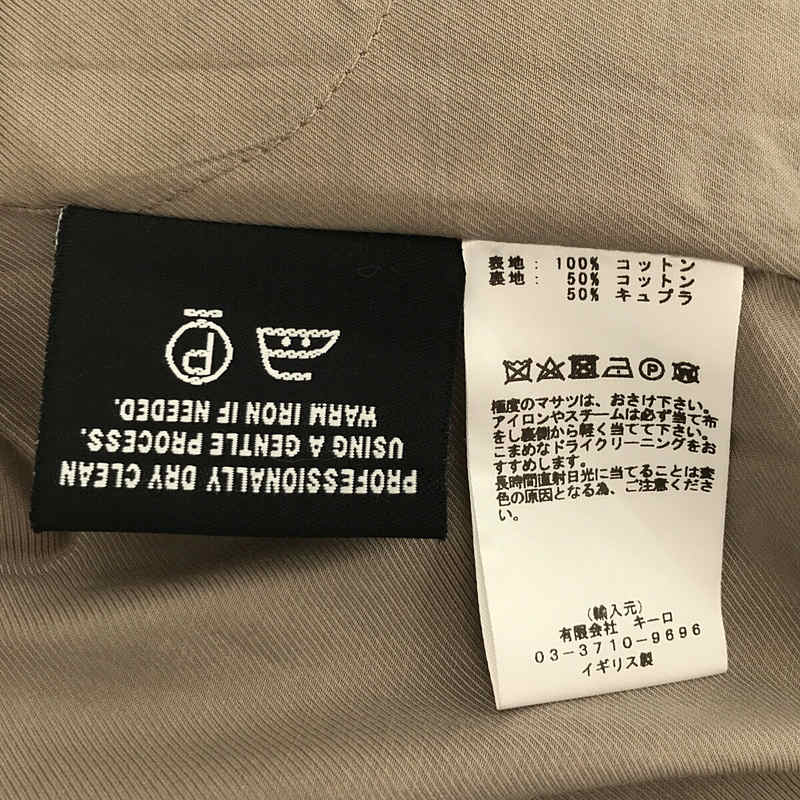 PROFESSIONALLY DRY CLEAN
USING A GENTLE PROCESS.
WARM IRON IF NEEDED.
P
表地: 100% コットン
裏地: 50% コットン
50% キュプラ
P
極度のマサツは、おさけ下さい。
アイロンやスチームは必ず当て布
をし裏側から軽く当てて下さい。
こまめなドライクリーニングをお
すすめします。
長時間直射日光に当てることは変
色の原因となる為、ご注意くださ
い。
(輸入元)
有限会社 キーロ
03-3710-9696
イギリス製